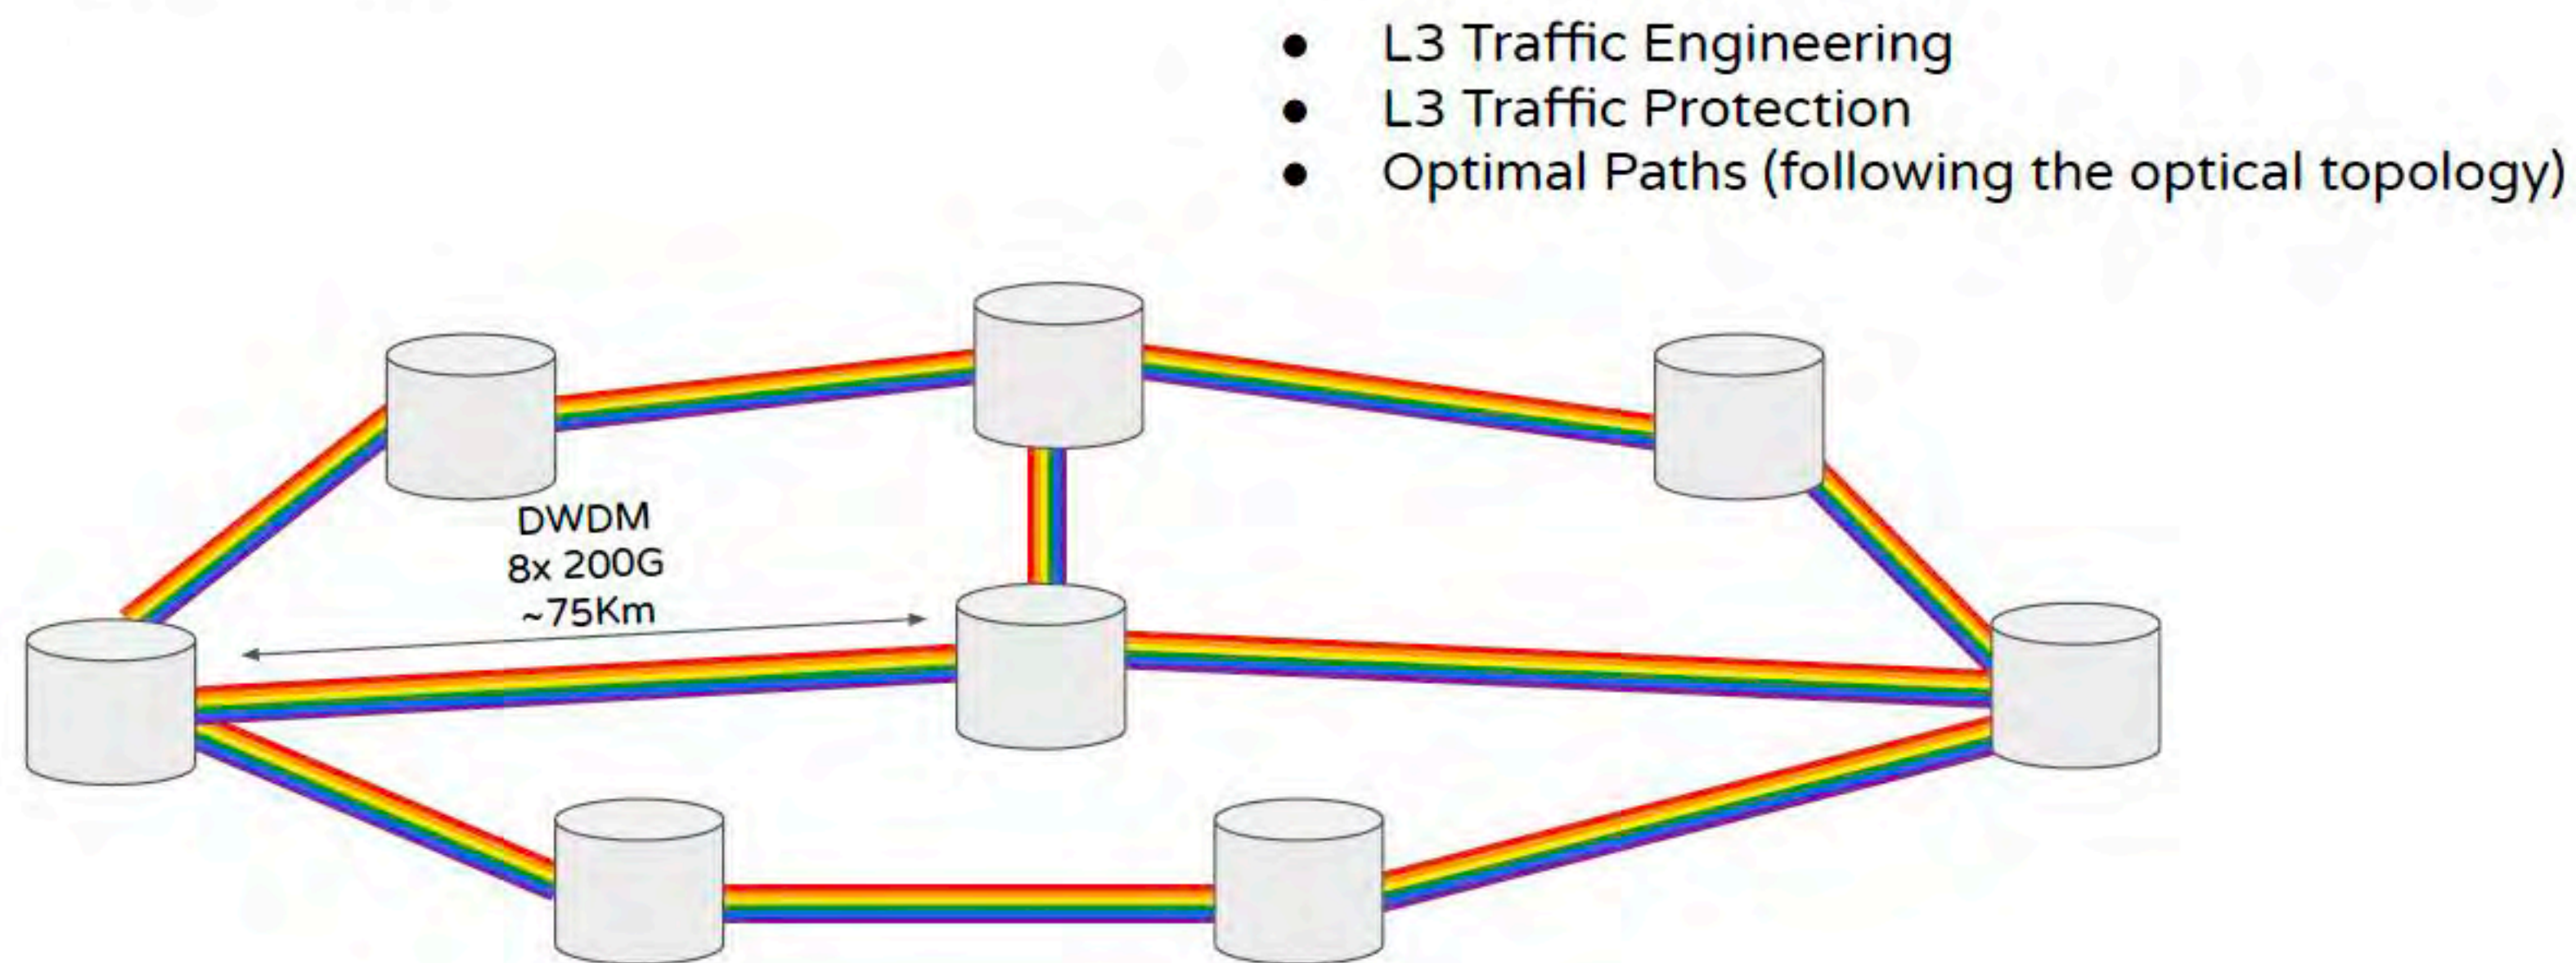 ● L3 Traffic Engineering
● L3 Traffic Protection
● Optimal Paths (following the optical topology)
DWDM
8x 200G
~75Km